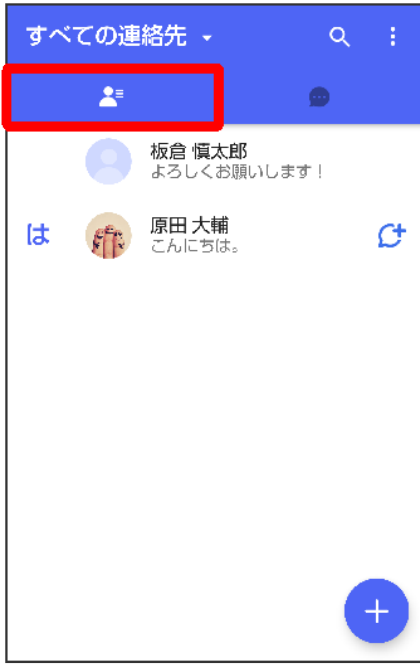 すべての連絡先
板倉 慎太郎
よろしくお願いします！
は
原田 大輔
こんにちは。